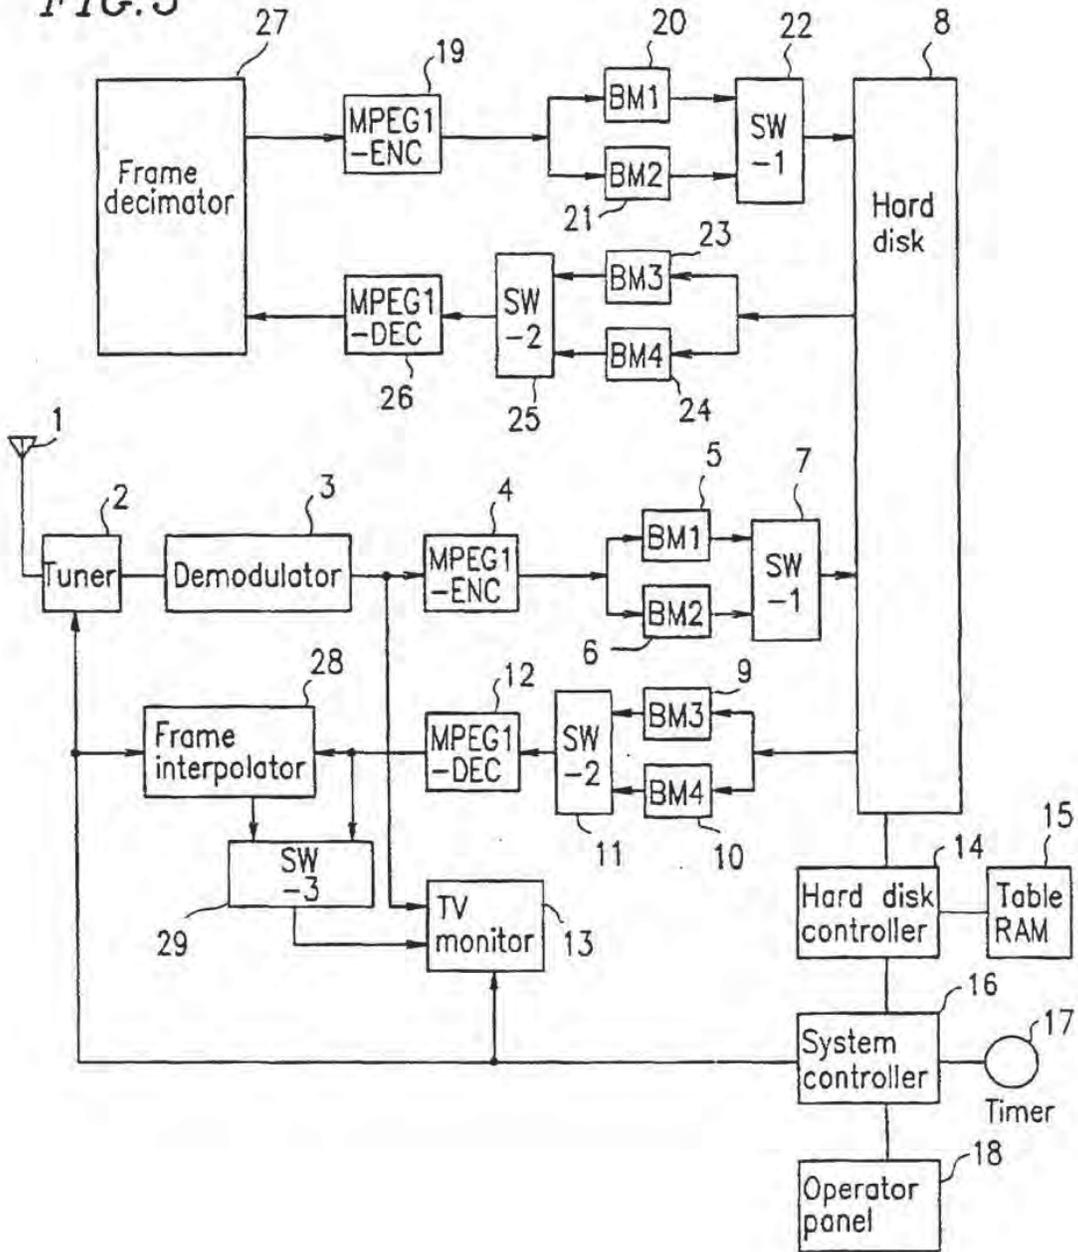 FIG. 5
27
19
20
22
8
MPEG1
-ENC
BM1
SW
-1
Frame
decimator
BM2
21
Hard
disk
23
MPEG1
-DEC
SW
-2
BM3
BM4
26
25
24
1
2
3
4
5
7
Tuner
Demodulator
MPEG1
-ENC
BM1
BM2
SW
-1
6
28
12
9
Frame
interpolator
MPEG1
-DEC
SW
-2
BM3
BM4
11
10
14
15
SW
-3
29
TV
monitor
13
Hard disk
controller
Table
RAM
16
17
System
controller
Timer
18
Operator
panel